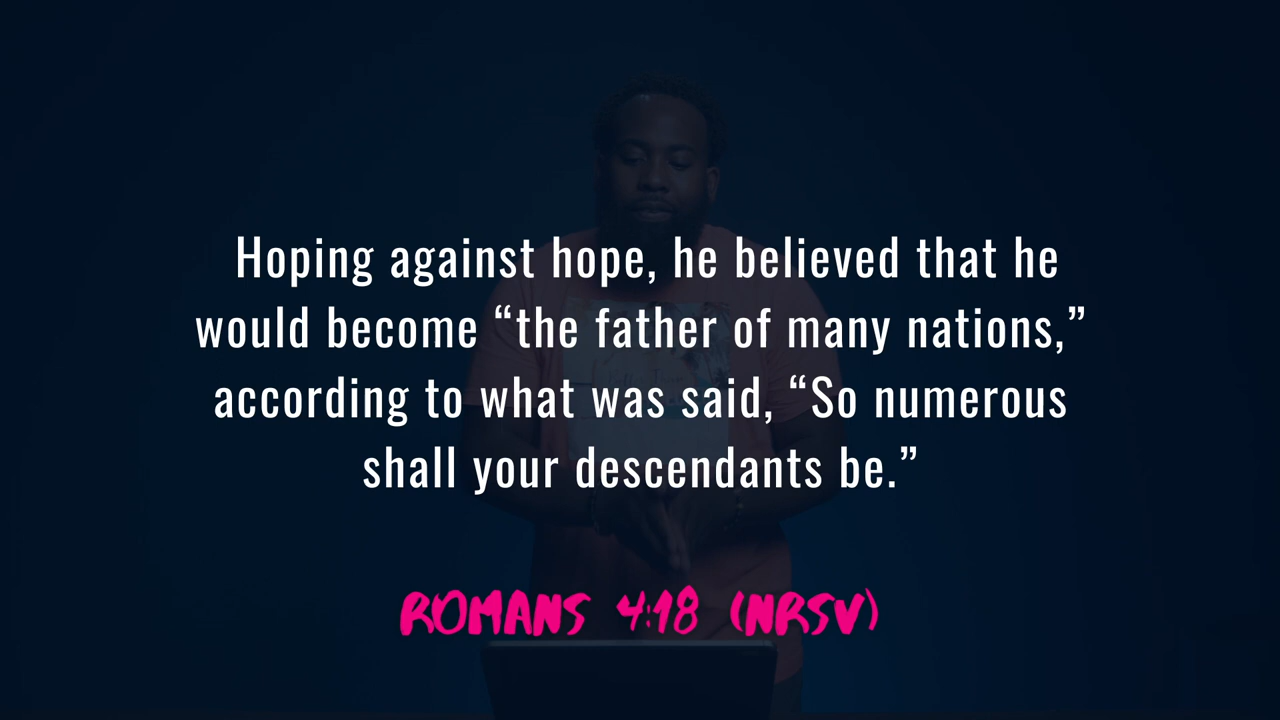 Hoping against hope, he believed that he
would become “the father of many nations,”
according to what was said, “So numerous
shall your descendants be.”
ROMANS 4:18 (NRSV)